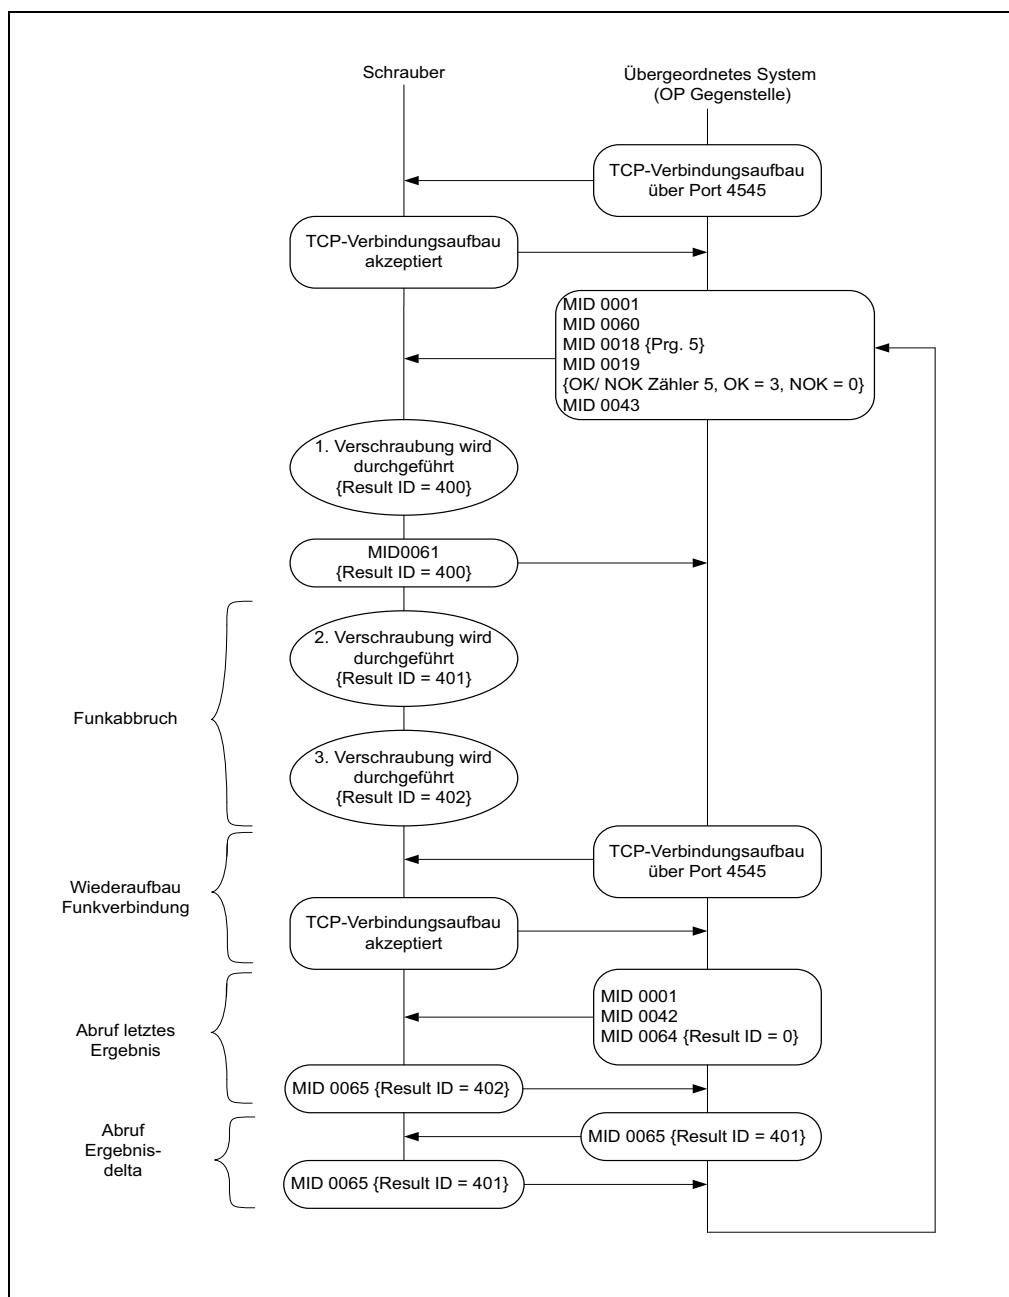 Schrauber
Übergeordnetes System
(OP Gegenstelle)
TCP-Verbindungsaufbau
über Port 4545
TCP-Verbindungsaufbau
akzeptiert
MID 0001
MID 0060
MID 0018 {Prg. 5}
MID 0019
{OK/ NOK Zähler 5, OK = 3, NOK = 0}
MID 0043
1. Verschraubung wird
durchgeführt
{Result ID = 400}
MID0061
{Result ID = 400}
Funkabbruch
2. Verschraubung wird
durchgeführt
{Result ID = 401}
3. Verschraubung wird
durchgeführt
{Result ID = 402}
Wiederaufbau
Funkverbindung
TCP-Verbindungsaufbau
über Port 4545
TCP-Verbindungsaufbau
akzeptiert
Abruf letztes
Ergebnis
MID 0001
MID 0042
MID 0064 {Result ID = 0}
MID 0065 {Result ID = 402}
Abruf
Ergebnis-
delta
MID 0065 {Result ID = 401}
MID 0065 {Result ID = 401}